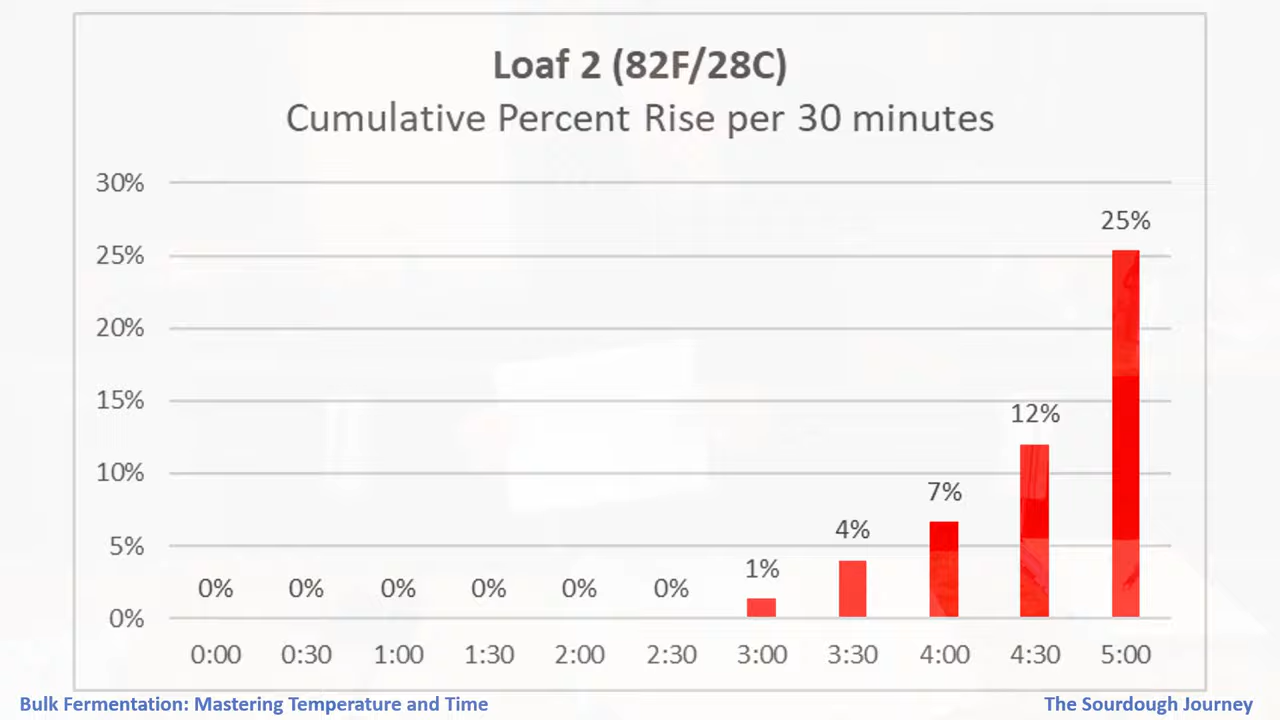 Loaf 2 (82F/28C)
Cumulative Percent Rise per 30 minutes
30%
25%
25%
20%
15%
12%
10%
7%
5%
4%
1%
0% 0% 0% 0% 0% 0%
0%
0:00 0:30 1:00 1:30 2:00 2:30 3:00 3:30 4:00 4:30 5:00
Bulk Fermentation: Mastering Temperature and Time
The Sourdough Journey